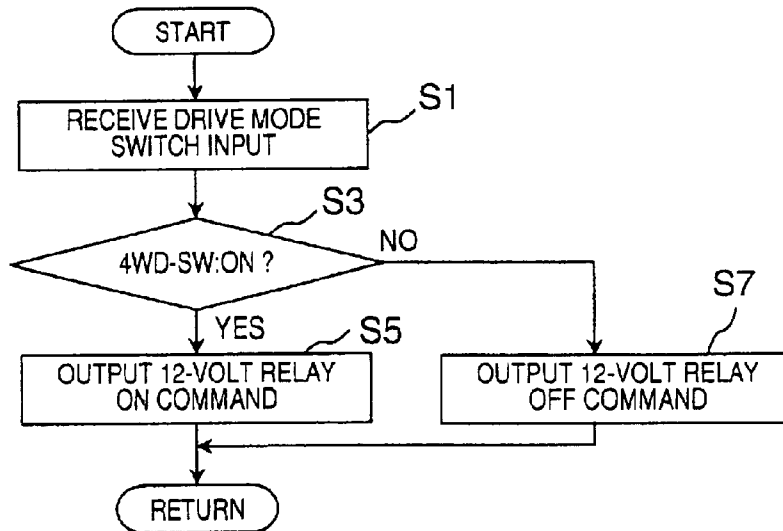 START
RECEIVE DRIVE MODE
SWITCH INPUT
S1
S3
4WD-SW:ON ?
NO
YES
S5
OUTPUT 12-VOLT RELAY
ON COMMAND
S7
OUTPUT 12-VOLT RELAY
OFF COMMAND
RETURN